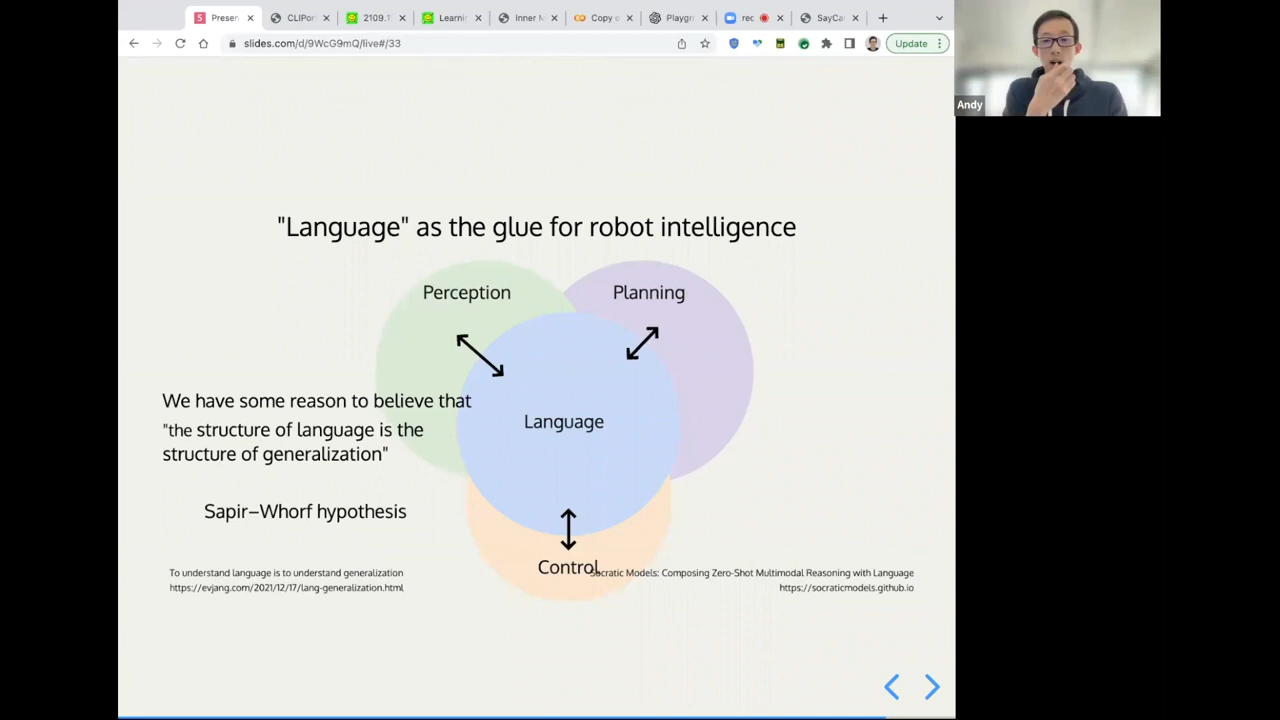 Presen
CLIPor
2109.1
Learnin
Inner M
Copy o
Playgr
rec
SayCa
slides.com/d/9WcG9mQ/live#/33
Update
Andy
"Language" as the glue for robot intelligence
Perception
Planning
Language
We have some reason to believe that
"the structure of language is the
structure of generalization"
Sapir–Whorf hypothesis
Control
To understand language is to understand generalization
https://evjang.com/2021/12/17/lang-generalization.html
Socratic Models: Composing Zero-Shot Multimodal Reasoning with Language
https://socraticmodels.github.io